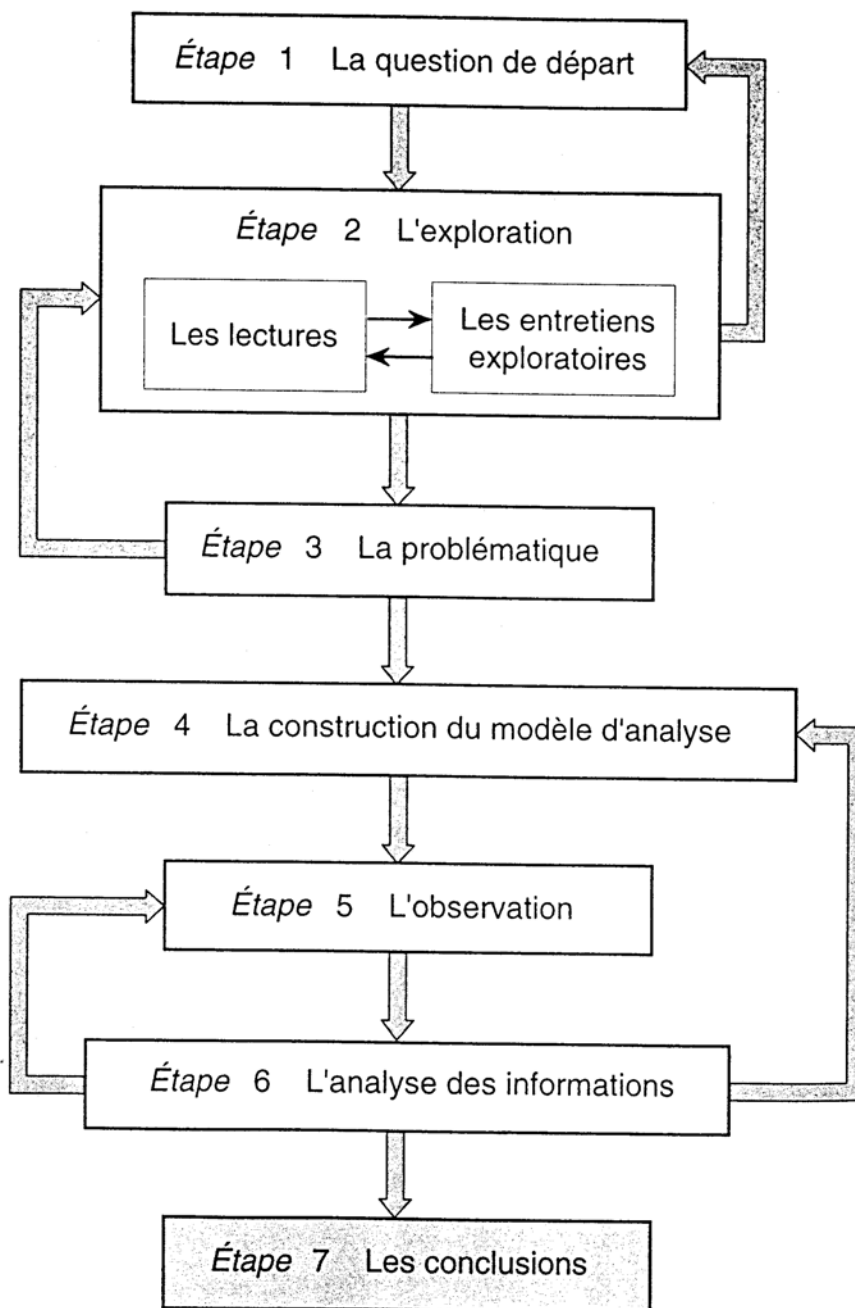 Étape 1 La question de départ
Étape 2 L'exploration
Les lectures
Les entretiens
exploratoires
Étape 3 La problématique
Étape 4 La construction du modèle d'analyse
Étape 5 L'observation
Étape 6 L'analyse des informations
Étape 7 Les conclusions